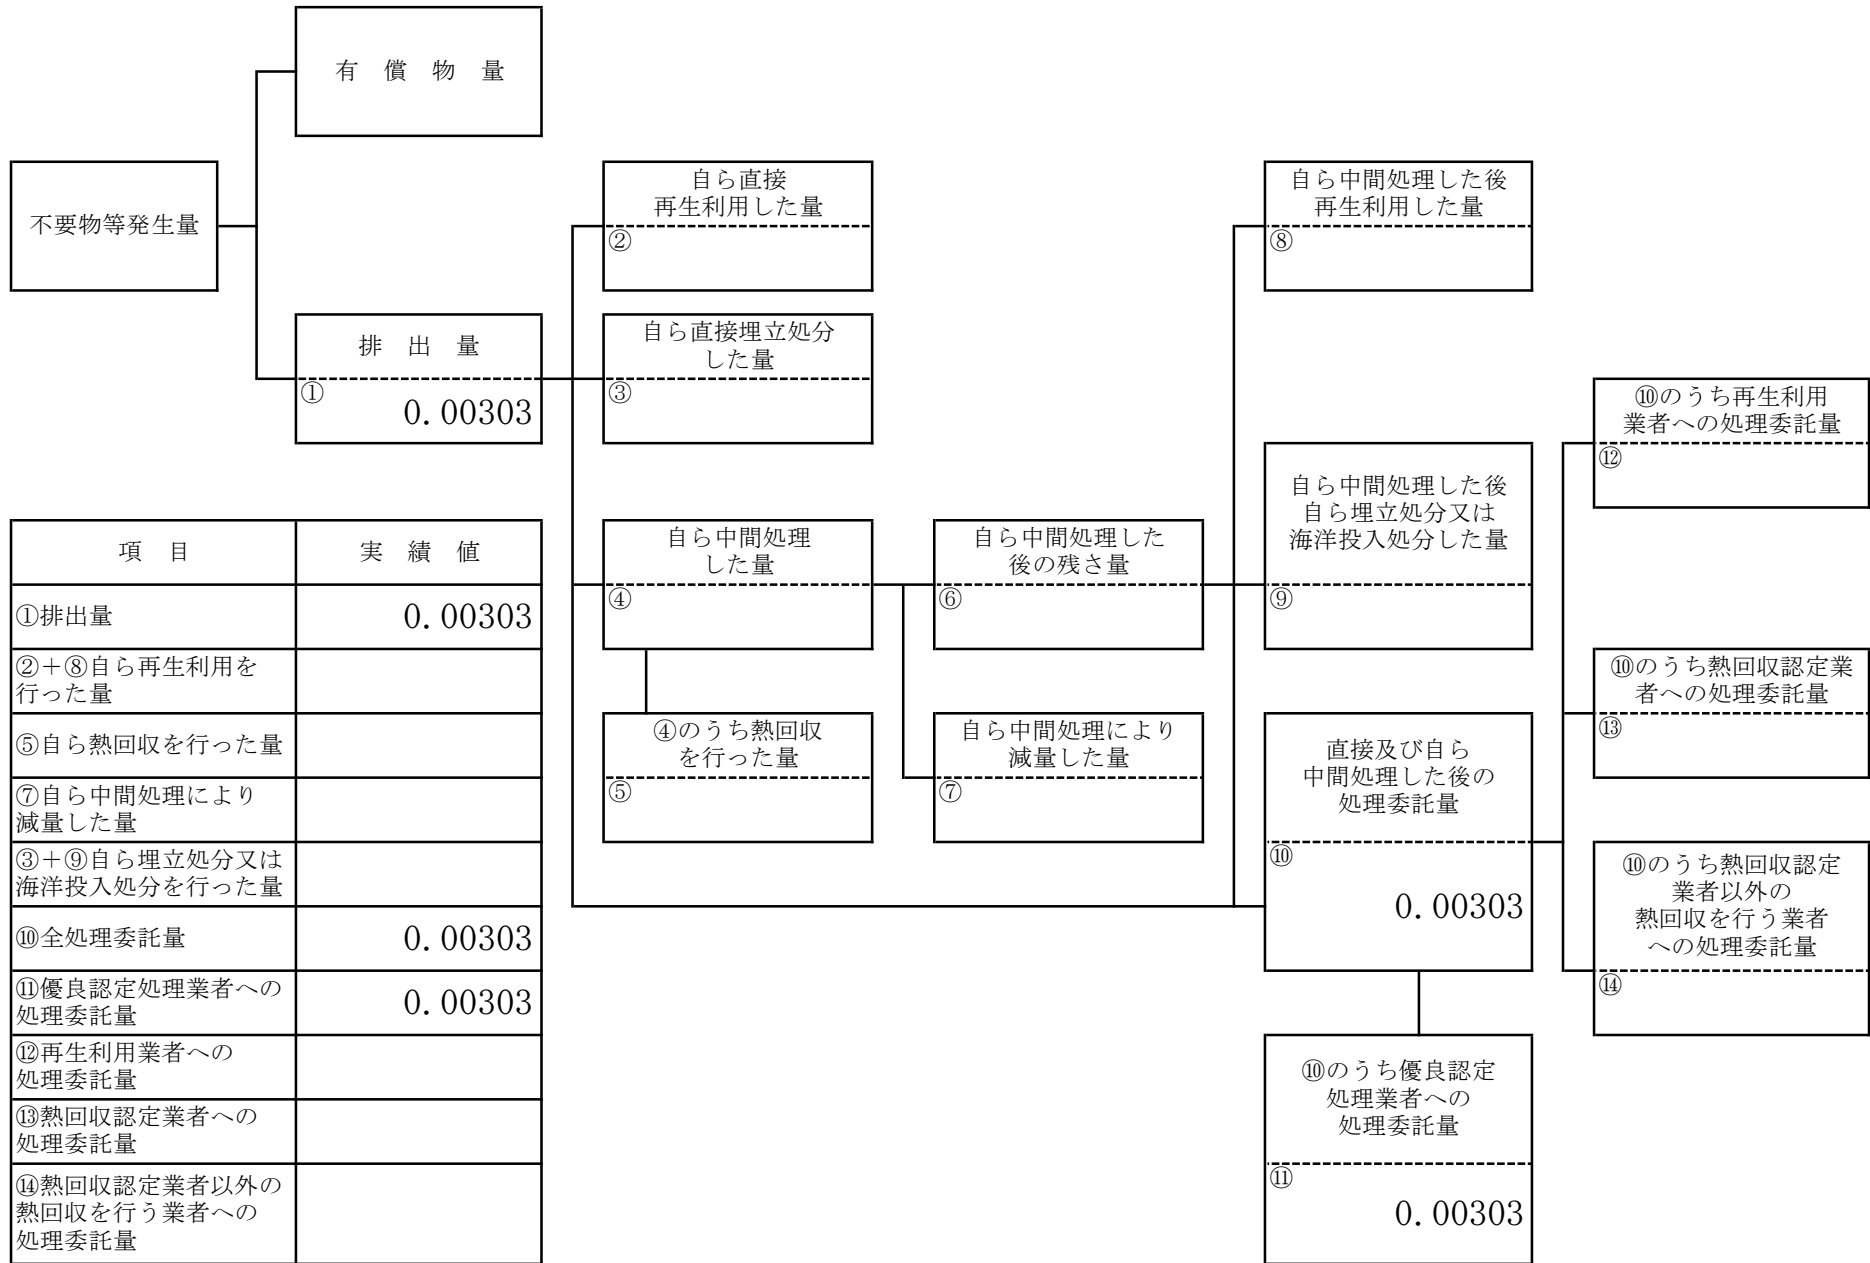 有 償 物 量
不要物等発生量
排 出 量
①
0.00303
自ら直接
再生利用した量
②
自ら直接埋立処分
した量
③
自ら中間処理
した量
④
④のうち熱回収
を行った量
⑤
自ら中間処理した
後の残さ量
⑥
自ら中間処理により
減量した量
⑦
自ら中間処理した後
再生利用した量
⑧
自ら中間処理した後
自ら埋立処分又は
海洋投入処分した量
⑨
直接及び自ら
中間処理した後の
処理委託量
⑩
0.00303
⑩のうち優良認定
処理業者への
処理委託量
⑪
0.00303
⑩のうち再生利用
業者への処理委託量
⑫
⑩のうち熱回収認定業
者への処理委託量
⑬
⑩のうち熱回収認定
業者以外の
熱回収を行う業者
への処理委託量
⑭
項 目 実 績 値
①排出量 0.00303
②+⑧自ら再生利用を
行った量
⑤自ら熱回収を行った量
⑦自ら中間処理により
減量した量
③+⑨自ら埋立処分又は
海洋投入処分を行った量
⑩全処理委託量 0.00303
⑪優良認定処理業者への
処理委託量 0.00303
⑫再生利用業者への
処理委託量
⑬熱回収認定業者への
処理委託量
⑭熱回収認定業者以外の
熱回収を行う業者への
処理委託量